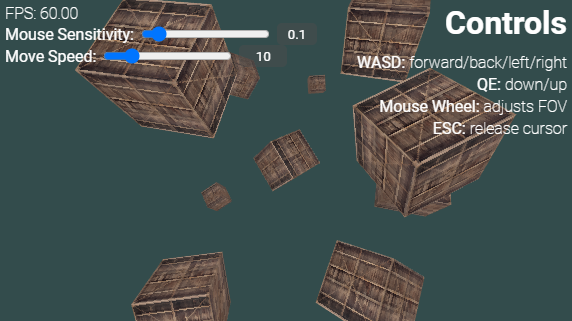 FPS: 60.00
Mouse Sensitivity: 0.1
Move Speed: 10
Controls
WASD: forward/back/left/right
QE: down/up
Mouse Wheel: adjusts FOV
ESC: release cursor